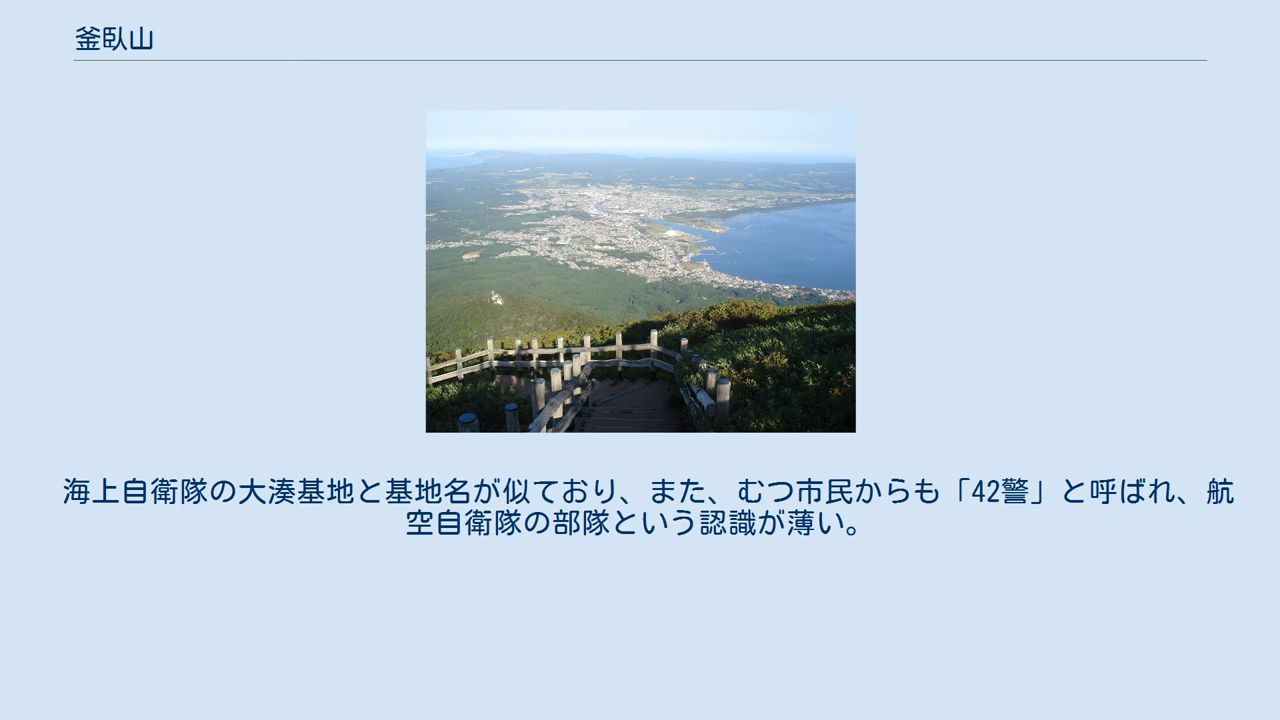 釜臥山
海上自衛隊の大湊基地と基地名が似ており、また、むつ市民からも「42警」と呼ばれ、航
空自衛隊の部隊という認識が薄い。